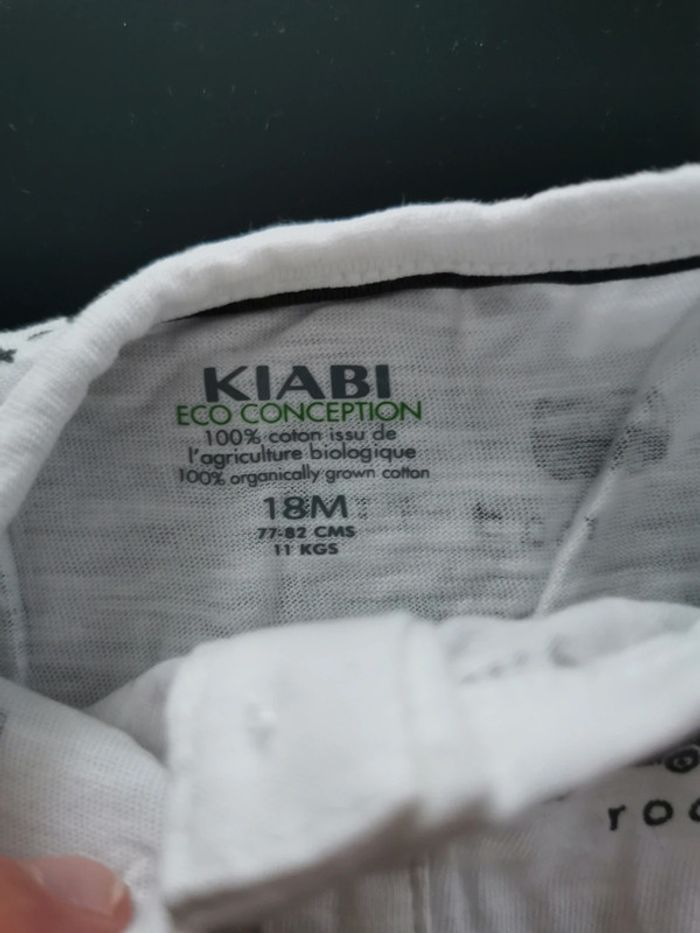 KIABI
ECO CONCEPTION
100% coton issu de
l'agriculture biologique
100% organically grown cotton
18M
77-82 CMS
11 KGS